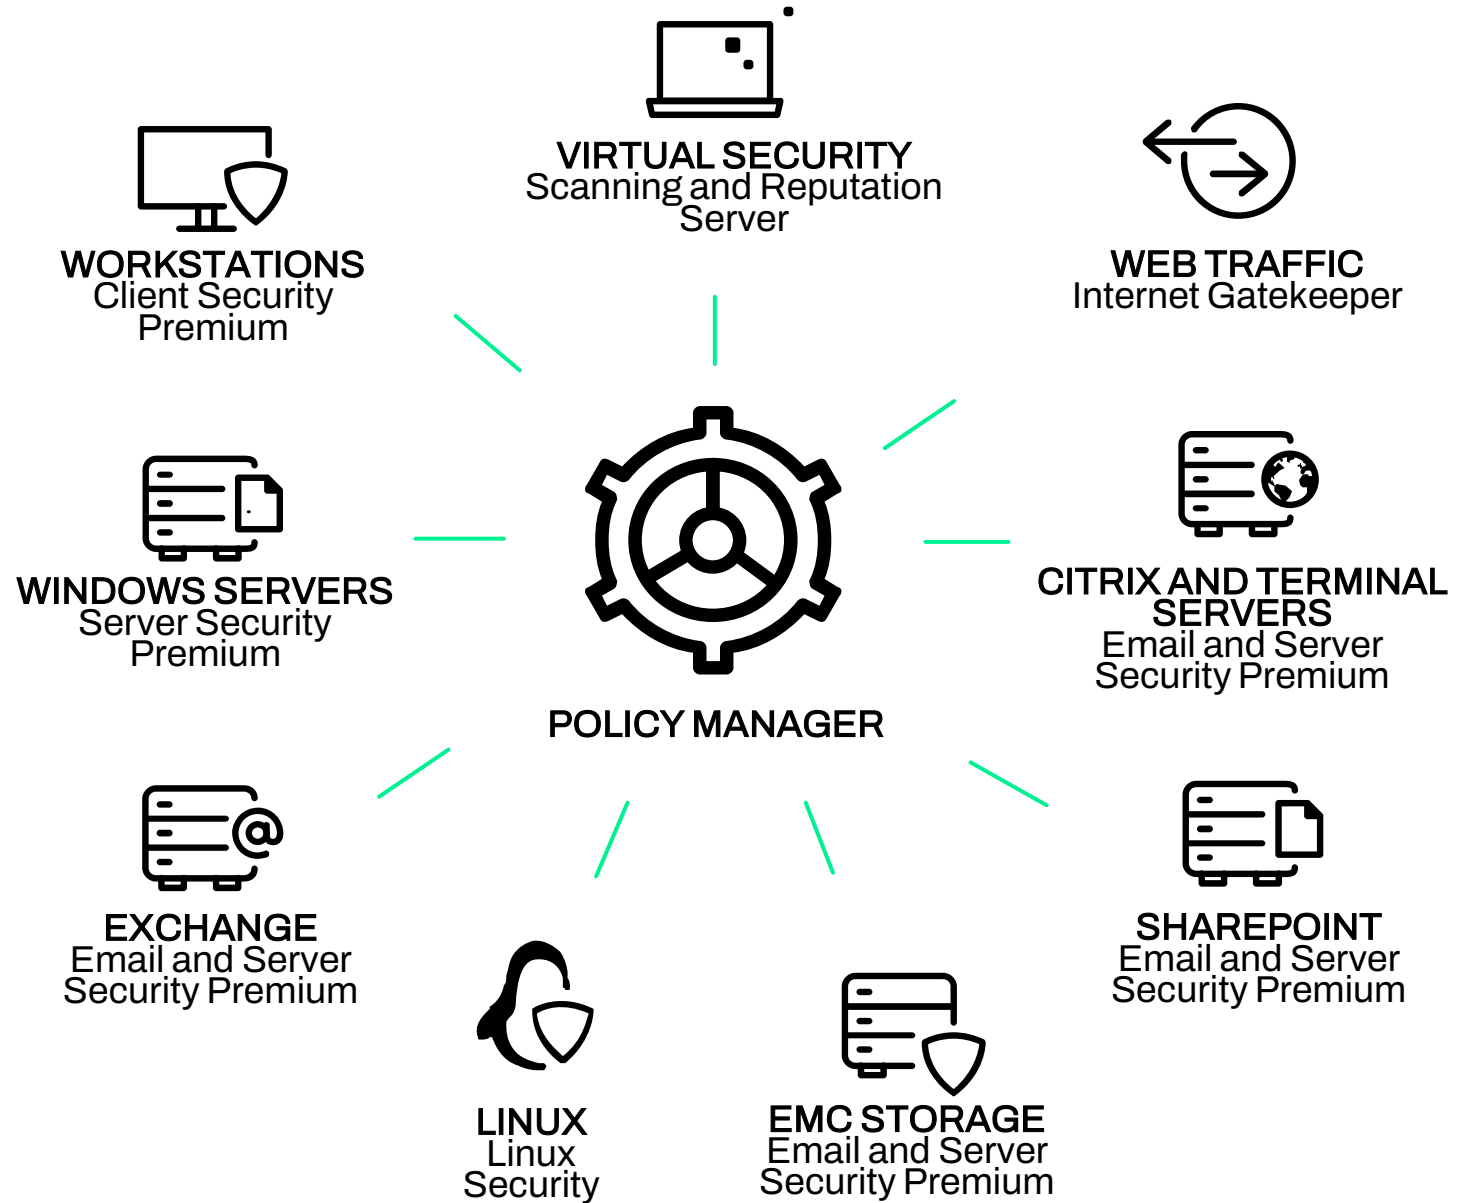 VIRTUAL SECURITY
Scanning and Reputation
Server
WORKSTATIONS
Client Security
Premium
WEB TRAFFIC
Internet Gatekeeper
WINDOWS SERVERS
Server Security
Premium
CITRIX AND TERMINAL
SERVERS
Email and Server
Security Premium
POLICY MANAGER
EXCHANGE
Email and Server
Security Premium
SHAREPOINT
Email and Server
Security Premium
LINUX
Linux
Security
EMC STORAGE
Email and Server
Security Premium